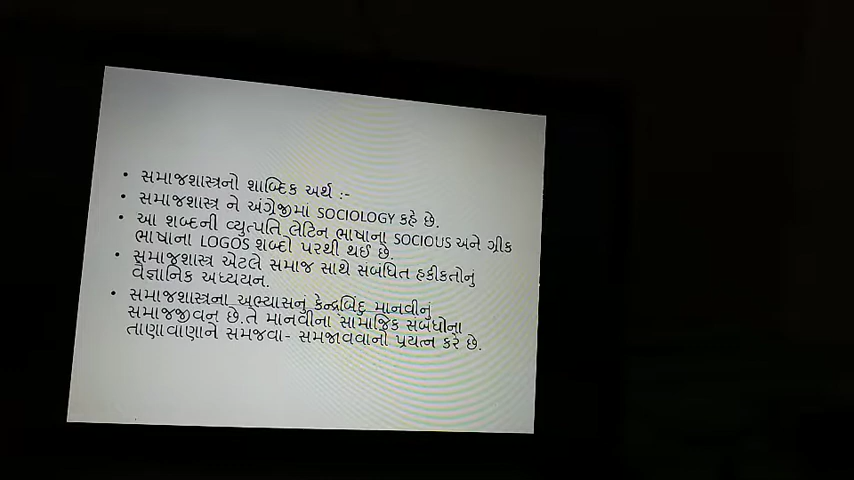 • સમાજશાસ્ત્રનો શાબ્દિક અર્થ :-
• સમાજશાસ્ત્ર ને અંગ્રેજીમાં SOCIOLOGY કહે છે.
• આ શબ્દની વ્યુત્પતિ લેટિન ભાષાના SOCIOUS અને ગ્રીક
ભાષાના LOGOS શબ્દો પરથી થઈ છે.
• સમાજશાસ્ત્ર એટલે સમાજ સાથે સંબંધિત હકીકતોનું
વૈજ્ઞાનિક અધ્યયન.
• સમાજશાસ્ત્રના અભ્યાસનું કેન્દ્રબિંદુ માનવીનું
સમાજજીવન છે.તે માનવીના સામાજિક સંબંધોના
તાણાવાણાને સમજવા- સમજાવવાનો પ્રયત્ન કરે છે.